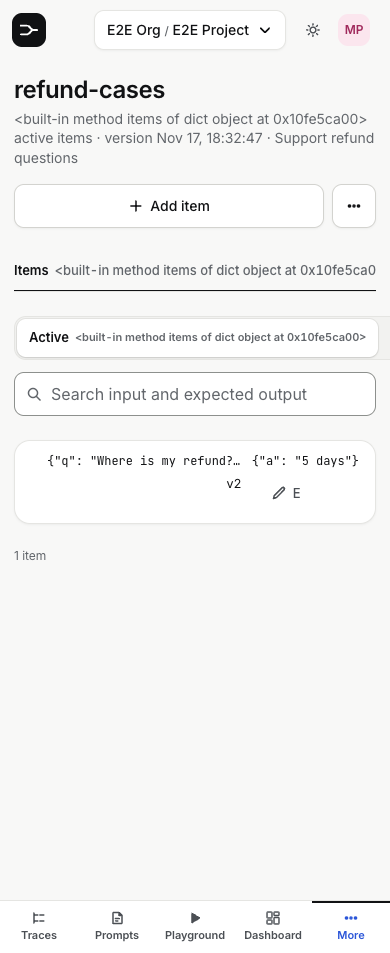 E2E Org / E2E Project
MP
refund-cases
<built-in method items of dict object at 0x10fe5ca00>
active items · version Nov 17, 18:32:47 · Support refund
questions
Add item
Items <built-in method items of dict object at 0x10fe5ca0
Active <built-in method items of dict object at 0x10fe5ca00>
Search input and expected output
{"q": "Where is my refund?… {"a": "5 days"}
v2 E
1 item
Traces Prompts Playground Dashboard More